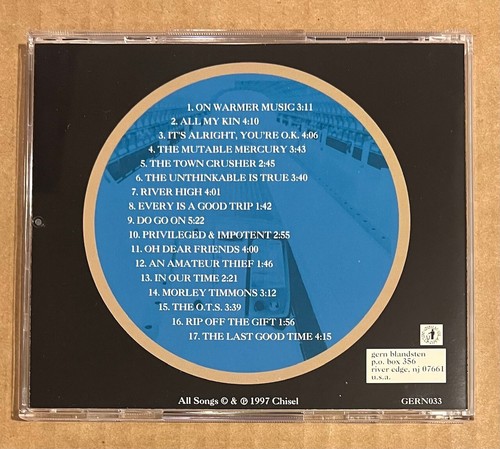 1. ON WARMER MUSIC 3:11
2. ALL MY KIN 4:10
3. IT'S ALRIGHT, YOU'RE O.K. 4:06
4. THE MUTABLE MERCURY 3:43
5. THE TOWN CRUSHER 2:45
6. THE UNTHINKABLE IS TRUE 3:40
7. RIVER HIGH 4:01
8. EVERY IS A GOOD TRIP 1:42
9. DO GO ON 5:22
10. PRIVILEGED & IMPOTENT 2:55
11. OH DEAR FRIENDS 4:00
12. AN AMATEUR THIEF 1:46
13. IN OUR TIME 2:21
14. MORLEY TIMMONS 3:12
15. THE O.T.S. 3:39
16. RIP OFF THE GIFT 1:56
17. THE LAST GOOD TIME 4:15
gern blandsten
p.o. box 356
river edge, nj 07661
u.s.a.
All Songs © & ℗ 1997 Chisel
GERN033